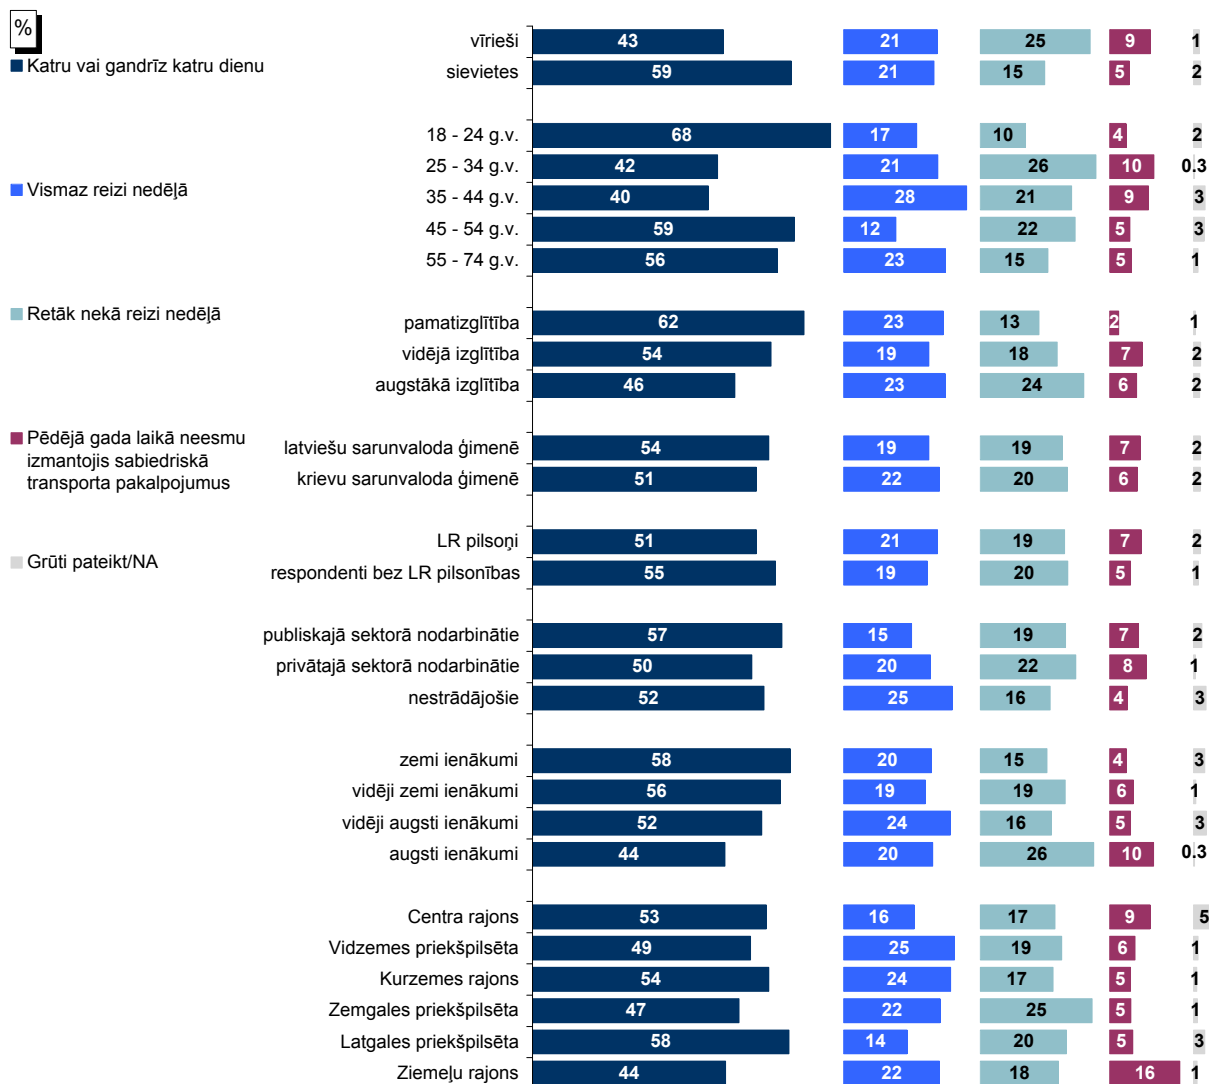 %
Katru vai gandrīz katru dienu
Vismaz reizi nedēļā
Retāk nekā reizi nedēļā
Pēdējā gada laikā neesmu
izmantojis sabiedriskā
transporta pakalpojumus
Grūti pateikt/NA
vīrieši 43 21 25 9 1
sievietes 59 21 15 5 2
18 - 24 g.v. 68 17 10 4 2
25 - 34 g.v. 42 21 26 10 0.3
35 - 44 g.v. 40 28 21 9 3
45 - 54 g.v. 59 12 22 5 3
55 - 74 g.v. 56 23 15 5 1
pamatizglītība 62 23 13 2 1
vidējā izglītība 54 19 18 7 2
augstākā izglītība 46 23 24 6 2
latviešu sarunvaloda ģimenē 54 19 19 7 2
krievu sarunvaloda ģimenē 51 22 20 6 2
LR pilsoņi 51 21 19 7 2
respondenti bez LR pilsonības 55 19 20 5 1
publiskajā sektorā nodarbinātie 57 15 19 7 2
privātajā sektorā nodarbinātie 50 20 22 8 1
nestrādājošie 52 25 16 4 3
zemi ienākumi 58 20 15 4 3
vidēji zemi ienākumi 56 19 19 6 1
vidēji augsti ienākumi 52 24 16 5 3
augsti ienākumi 44 20 26 10 0.3
Centra rajons 53 16 17 9 5
Vidzemes priekšpilsēta 49 25 19 6 1
Kurzemes rajons 54 24 17 5 1
Zemgales priekšpilsēta 47 22 25 5 1
Latgales priekšpilsēta 58 14 20 5 3
Ziemeļu rajons 44 22 18 16 1